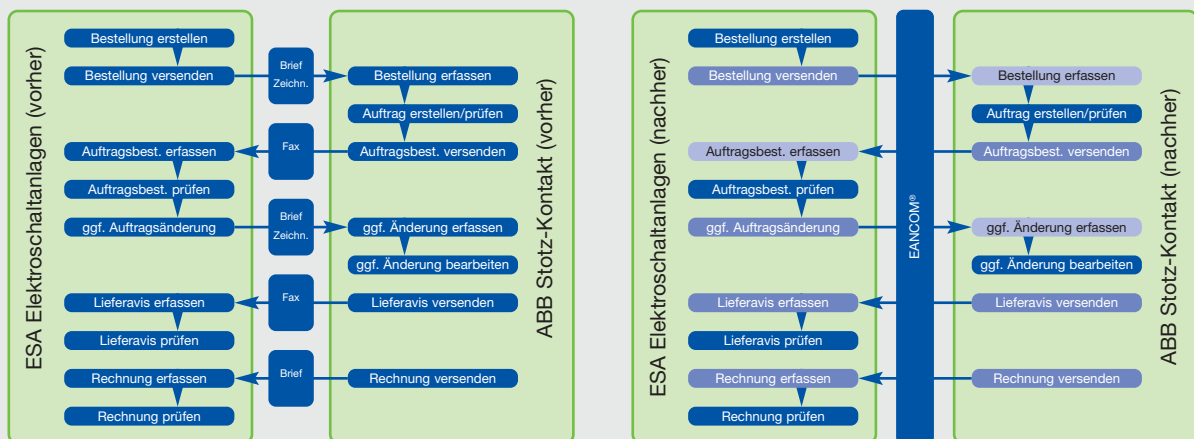 ESA Elektroschaltanlagen (vorher)
Bestellung erstellen
Bestellung versenden
Auftragsbest. erfassen
Auftragsbest. prüfen
ggf. Auftragsänderung
Lieferavis erfassen
Lieferavis prüfen
Rechnung erfassen
Rechnung prüfen
Brief
Zeichn.
Fax
Brief
Zeichn.
Fax
Brief
Bestellung erfassen
Auftrag erstellen/prüfen
Auftragsbest. versenden
ggf. Änderung erfassen
ggf. Änderung bearbeiten
Lieferavis versenden
Rechnung versenden
ABB Stotz-Kontakt (vorher)
ESA Elektroschaltanlagen (nachher)
Bestellung erstellen
Bestellung versenden
Auftragsbest. erfassen
Auftragsbest. prüfen
ggf. Auftragsänderung
Lieferavis erfassen
Lieferavis prüfen
Rechnung erfassen
Rechnung prüfen
EANCOM®
Bestellung erfassen
Auftrag erstellen/prüfen
Auftragsbest. versenden
ggf. Änderung erfassen
ggf. Änderung bearbeiten
Lieferavis versenden
Rechnung versenden
ABB Stotz-Kontakt (nachher)